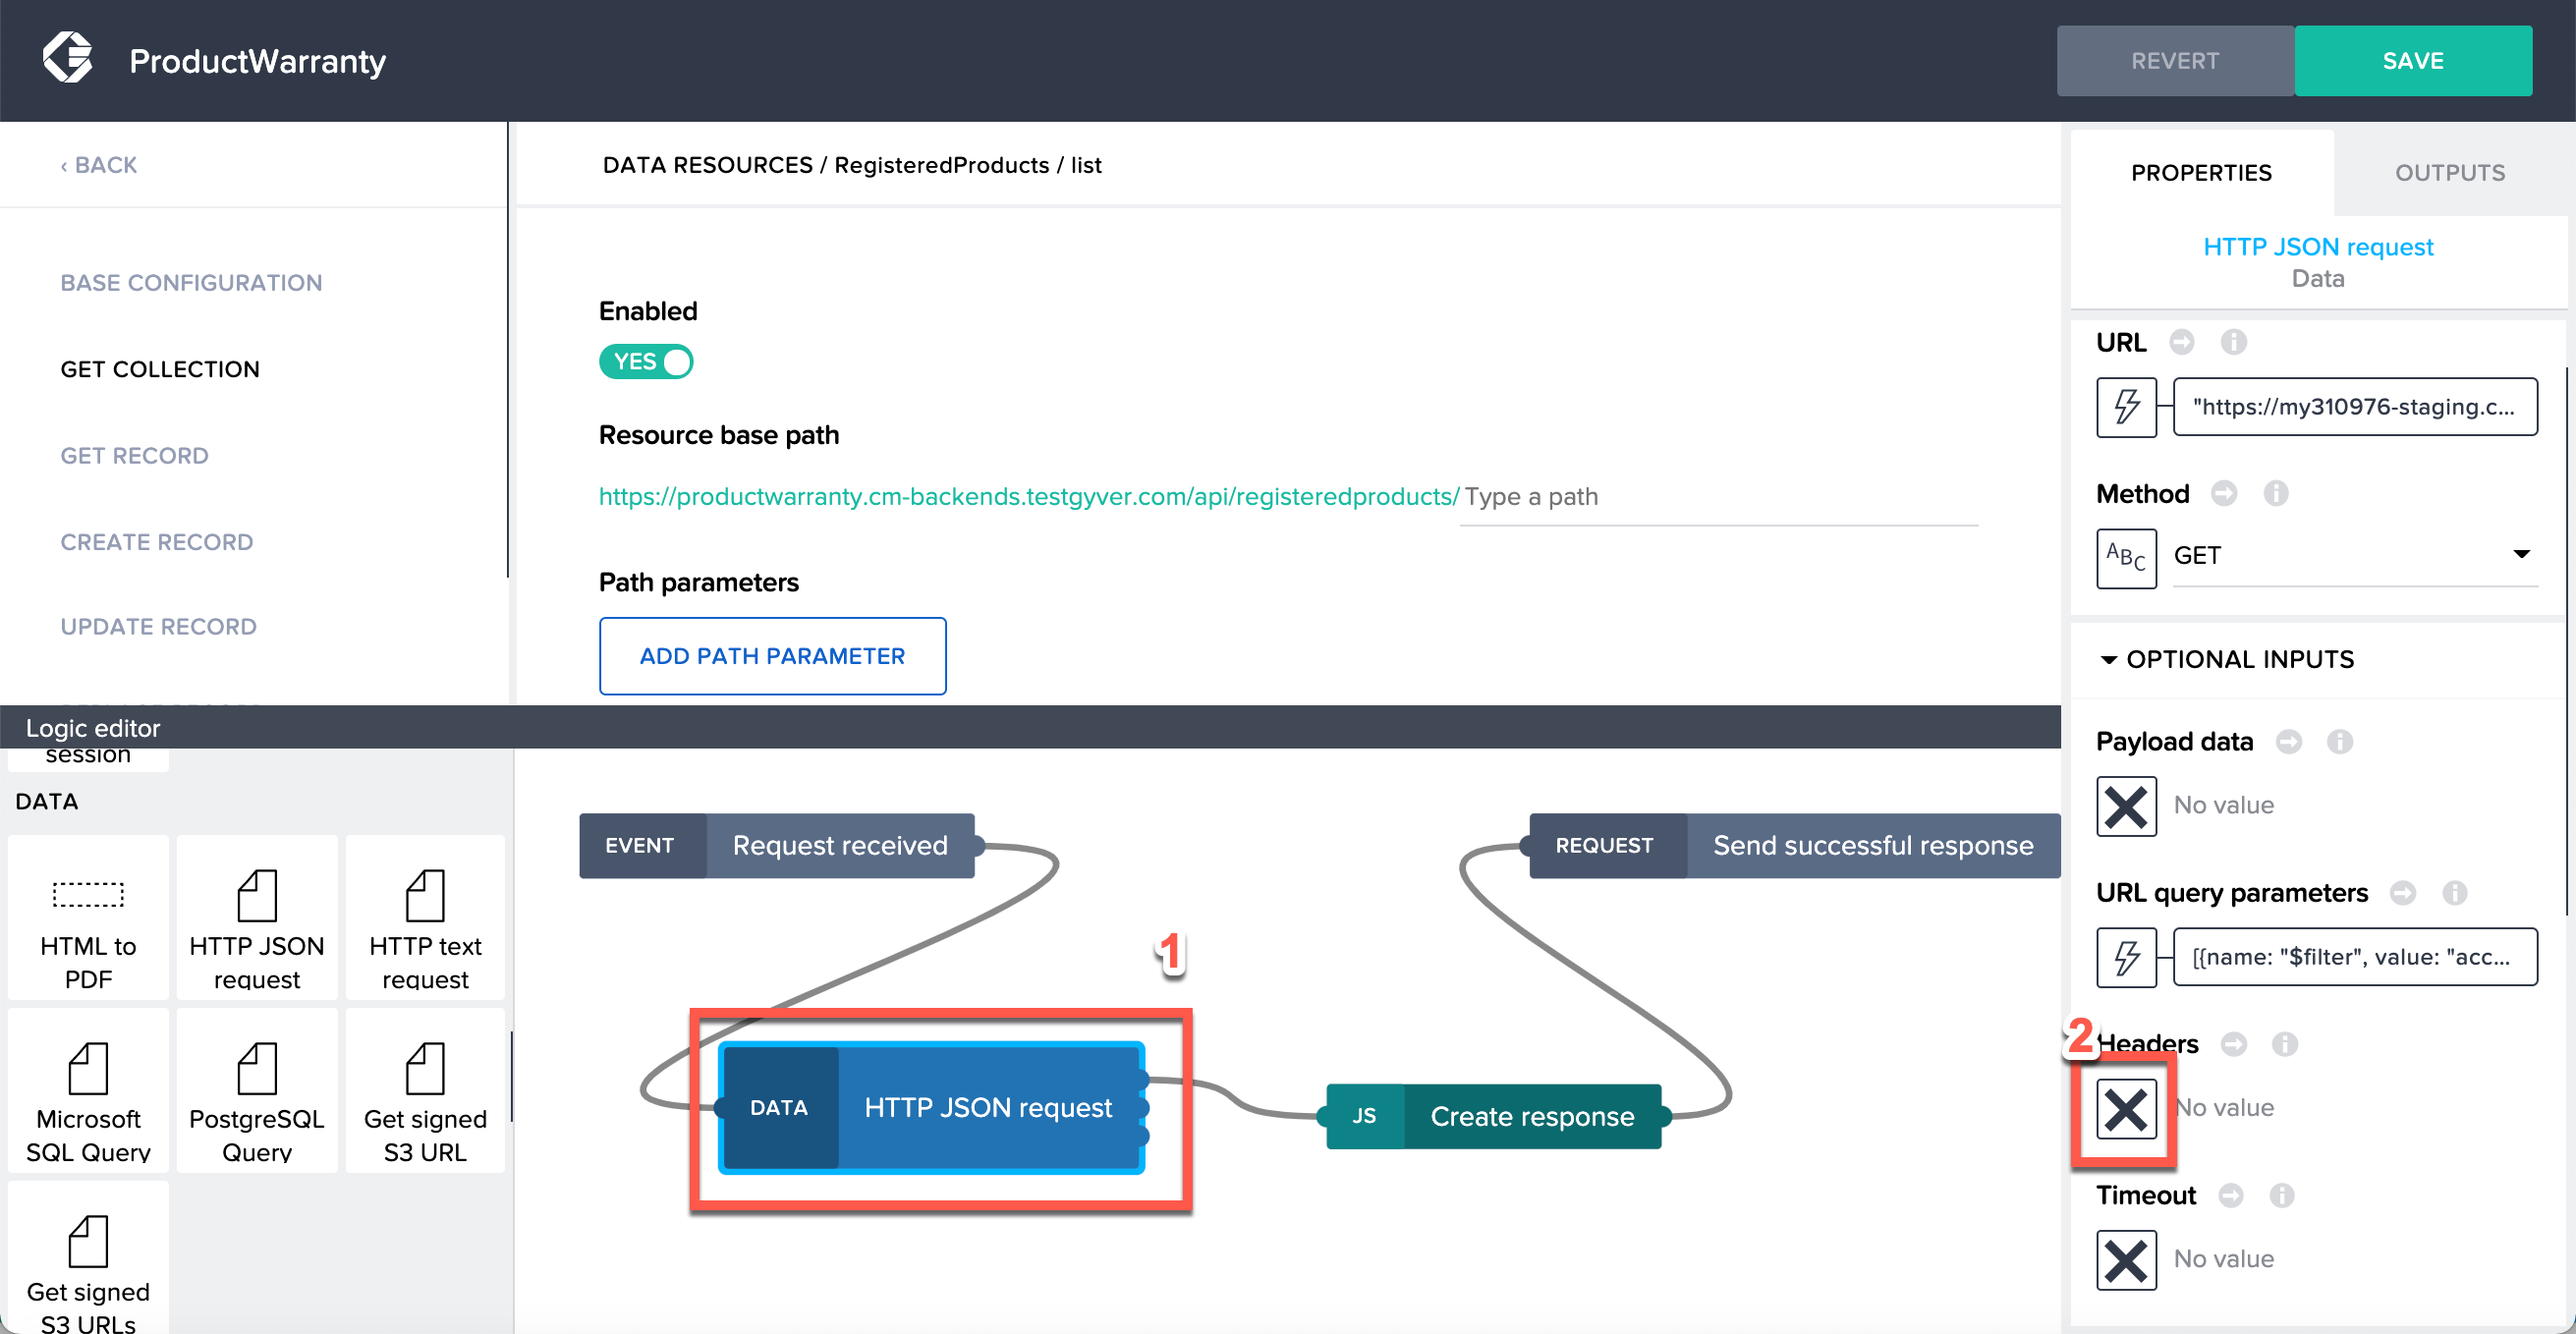 ProductWarranty
REVERT
SAVE
‹ BACK
BASE CONFIGURATION
GET COLLECTION
GET RECORD
CREATE RECORD
UPDATE RECORD
DATA RESOURCES / RegisteredProducts / list
Enabled
YES
Resource base path
https://productwarranty.cm-backends.testgyver.com/api/registeredproducts/ Type a path
Path parameters
ADD PATH PARAMETER
Logic editor
session
DATA
HTML to
PDF
HTTP JSON
request
HTTP text
request
Microsoft
SQL Query
PostgreSQL
Query
Get signed
S3 URL
Get signed
S3 URLs
EVENT Request received
REQUEST Send successful response
1
DATA HTTP JSON request
JS Create response
PROPERTIES
OUTPUTS
HTTP JSON request
Data
URL
"https://my310976-staging.c...
Method
ABC GET
OPTIONAL INPUTS
Payload data
No value
URL query parameters
[{name: "$filter", value: "acc...
2
Headers
No value
Timeout
No value